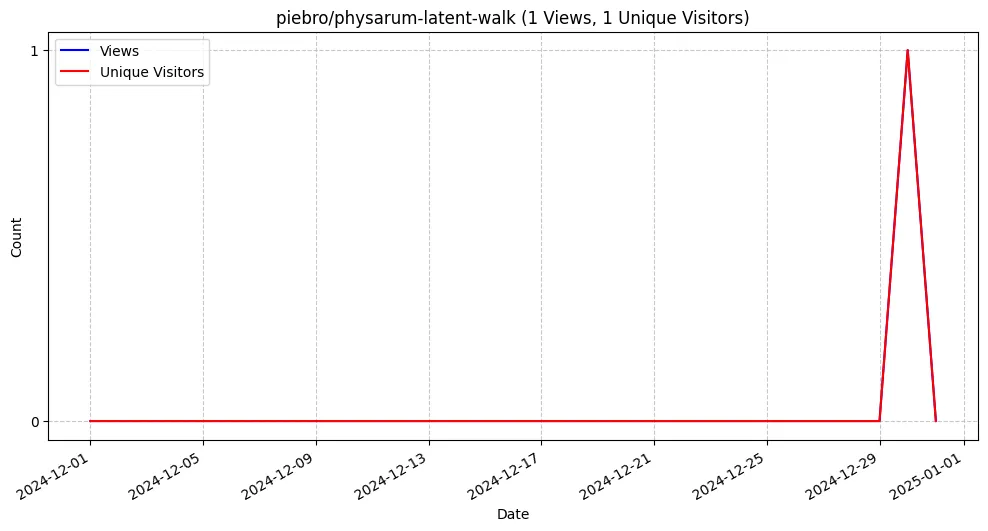 piebro/physarum-latent-walk (1 Views, 1 Unique Visitors)
Views
Unique Visitors
1
0
Count
2024-12-01
2024-12-05
2024-12-09
2024-12-13
2024-12-17
2024-12-21
2024-12-25
2024-12-29
2025-01-01
Date